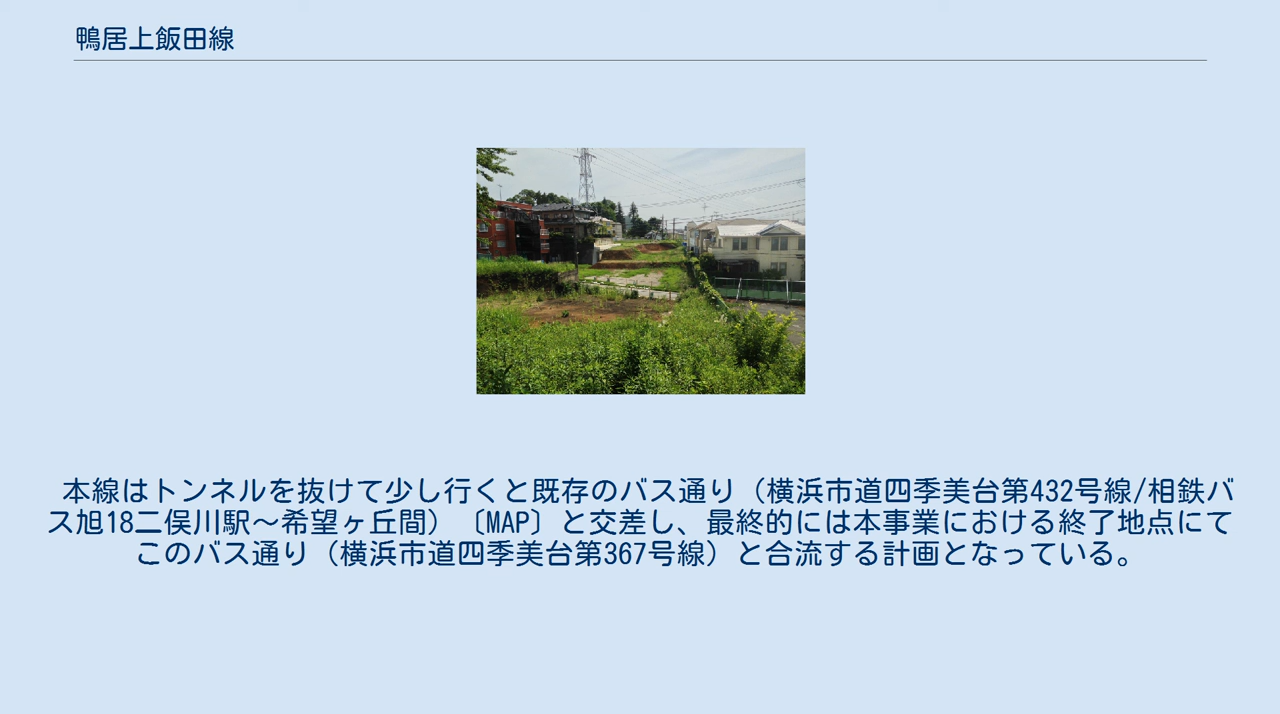 鴨居上飯田線
本線はトンネルを抜けて少し行くと既存のバス通り（横浜市道四季美台第432号線/相鉄バ
ス旭18二俣川駅～希望ヶ丘間）〔MAP〕と交差し、最終的には本事業における終了地点にて
このバス通り（横浜市道四季美台第367号線）と合流する計画となっている。